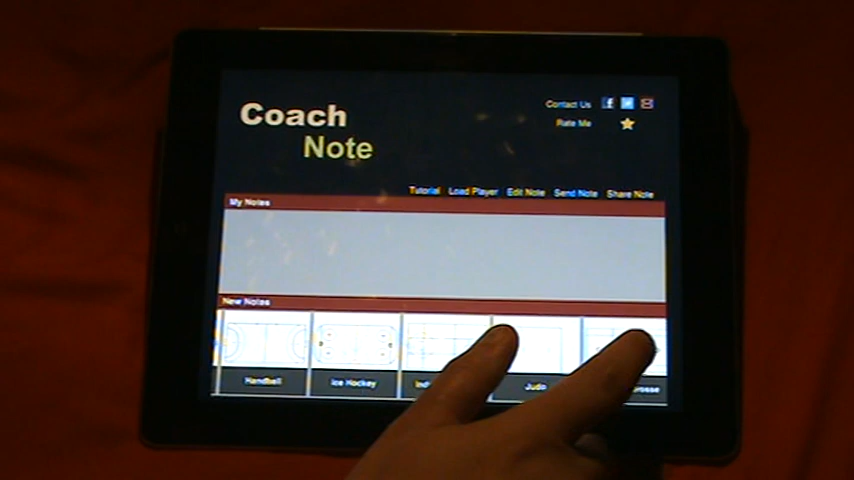 Coach
Note
Contact Us
Rate Me
Tutorial Load Player Edit Note Send Note Share Note
My Notes
New Notes
Handball Ice Hockey Judo